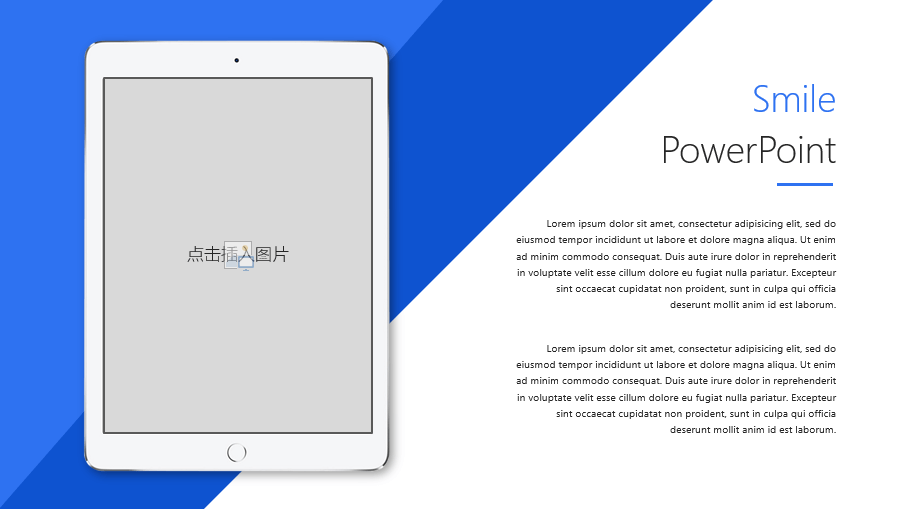 点击插入图片
Smile
PowerPoint
Lorem ipsum dolor sit amet, consectetur adipisicing elit, sed do
eiusmod tempor incididunt ut labore et dolore magna aliqua. Ut enim
ad minim commodo consequat. Duis aute irure dolor in reprehenderit
in voluptate velit esse cillum dolore eu fugiat nulla pariatur. Excepteur
sint occaecat cupidatat non proident, sunt in culpa qui officia
deserunt mollit anim id est laborum.
Lorem ipsum dolor sit amet, consectetur adipisicing elit, sed do
eiusmod tempor incididunt ut labore et dolore magna aliqua. Ut enim
ad minim commodo consequat. Duis aute irure dolor in reprehenderit
in voluptate velit esse cillum dolore eu fugiat nulla pariatur. Excepteur
sint occaecat cupidatat non proident, sunt in culpa qui officia
deserunt mollit anim id est laborum.